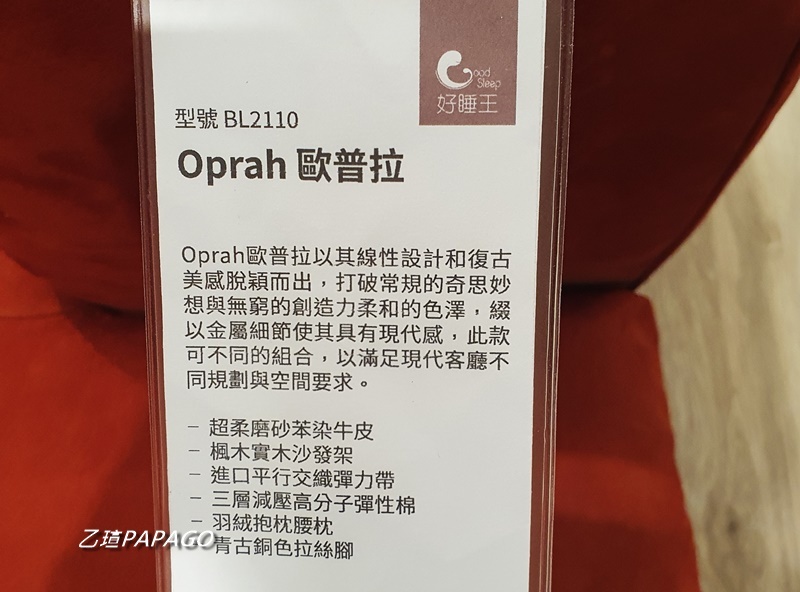 Good
Sleep
好睡王
型號 BL2110
Oprah 歐普拉
Oprah歐普拉以其線性設計和復古
美感脫穎而出，打破常規的奇思妙
想與無窮的創造力柔和的色澤，綴
以金屬細節使其具有現代感，此款
可不同的組合，以滿足現代客廳不
同規劃與空間要求。
- 超柔磨砂苯染牛皮
- 楓木實木沙發架
- 進口平行交織彈力帶
- 三層減壓高分子彈性棉
- 羽絨抱枕腰枕
青古銅色拉絲腳
乙瑄PAPAGO